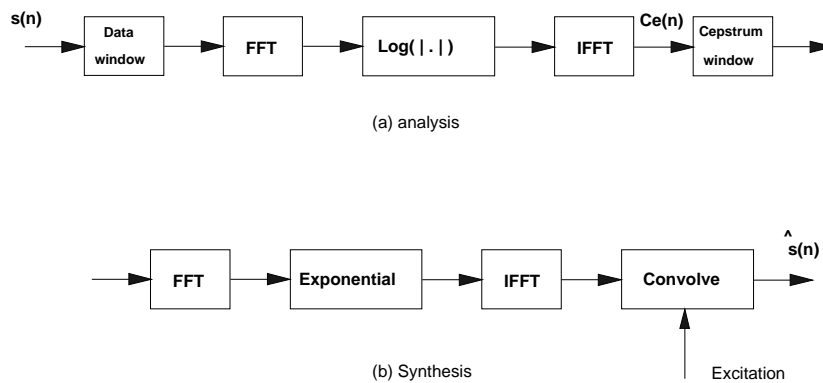 s(n)
Data
window
FFT
Log(|.|)
IFFT
Ce(n)
Cepstrum
window
(a) analysis
FFT
Exponential
IFFT
Convolve
^
s(n)
(b) Synthesis
Excitation